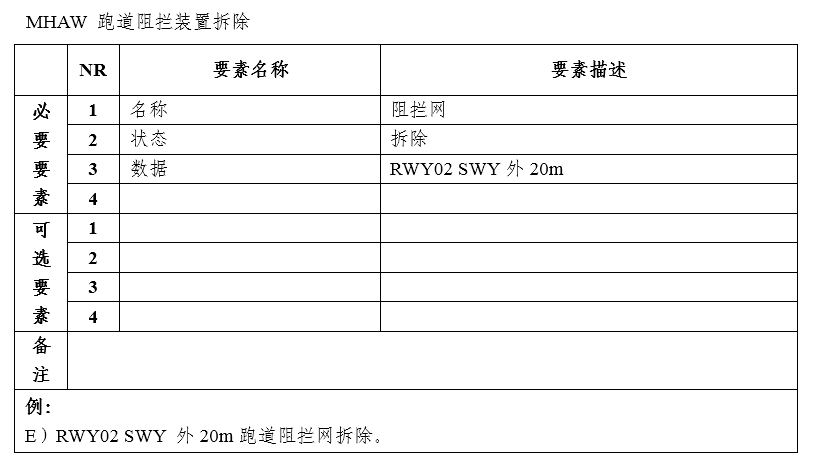 MHAW 跑道阻拦装置拆除
NR 要素名称 要素描述
必要要素
1 名称 阻拦网
2 状态 拆除
3 数据 RWY02 SWY 外 20m
4
可选要素
1
2
3
4
备注
例：
E）RWY02 SWY 外 20m 跑道阻拦网拆除。